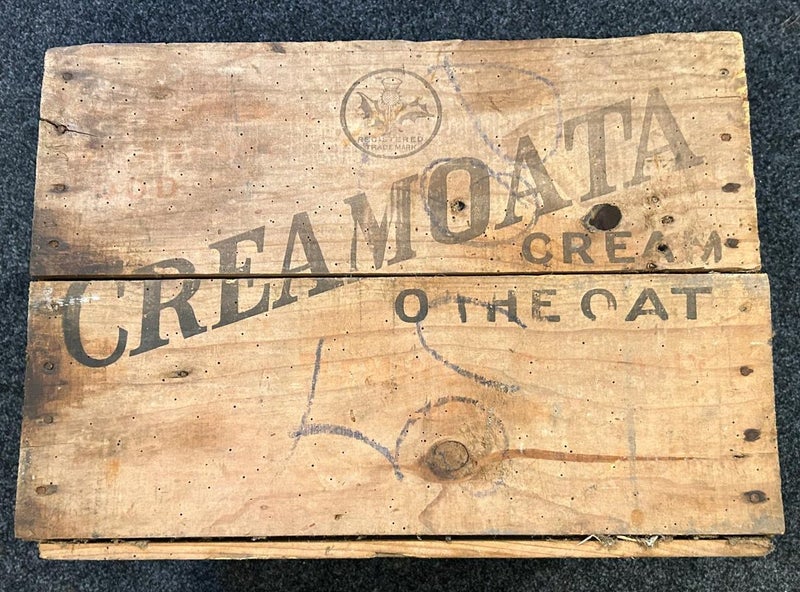 REGISTERED
TRADE MARK
CREAMOATA
CREAM
O THE OAT